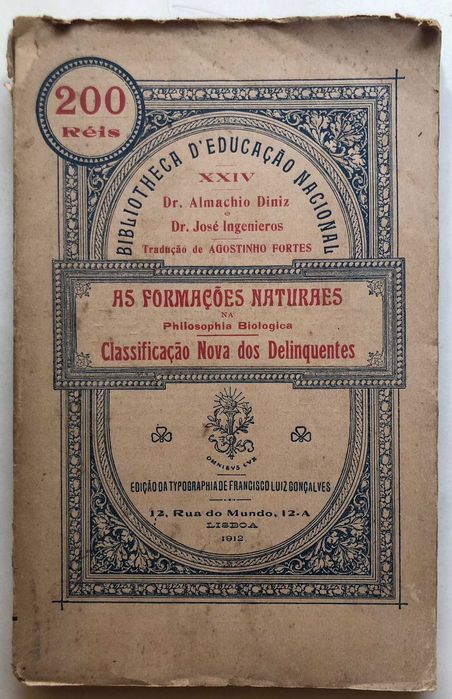 200
Réis
BIBLIOTHECA D'EDUCAÇÃO NACIONAL
XXIV
Dr. Almachio Diniz
e
Dr. José Ingenieros
Tradução de AGOSTINHO FORTES
AS FORMAÇÕES NATURAES
NA
Philosophia Biologica
Classificação Nova dos Delinquentes
OMNIBVS LVX
EDIÇÃO DA TYPOGRAPHIA DE FRANCISCO LUIZ GONÇALVES
12, Rua do Mundo, 12-A
LISBOA
1912